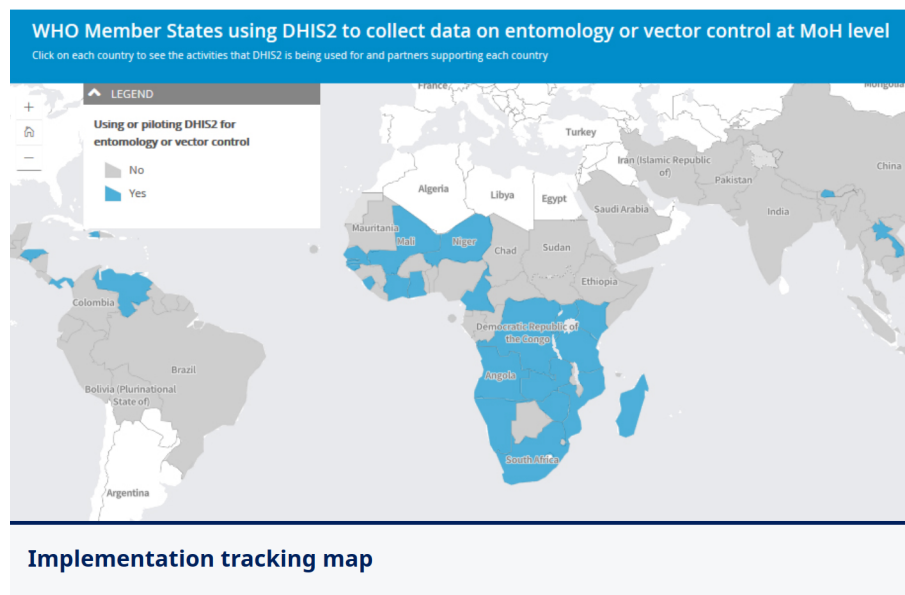 WHO Member States using DHIS2 to collect data on entomology or vector control at MoH level
Click on each country to see the activities that DHIS2 is being used for and partners supporting each country
LEGEND
Using or piloting DHIS2 for
entomology or vector control
No
Yes
+
−
France
Mongolia
Turkey
Iran (Islamic Republic
of)
China
Algeria
Libya
Egypt
Pakistan
Saudi Arabia
India
Mauritania
Mali
Niger
Chad
Sudan
Ethiopia
Colombia
Democratic Republic of
the Congo
Brazil
Angola
Bolivia (Plurinational
State of)
South Africa
Argentina
Implementation tracking map